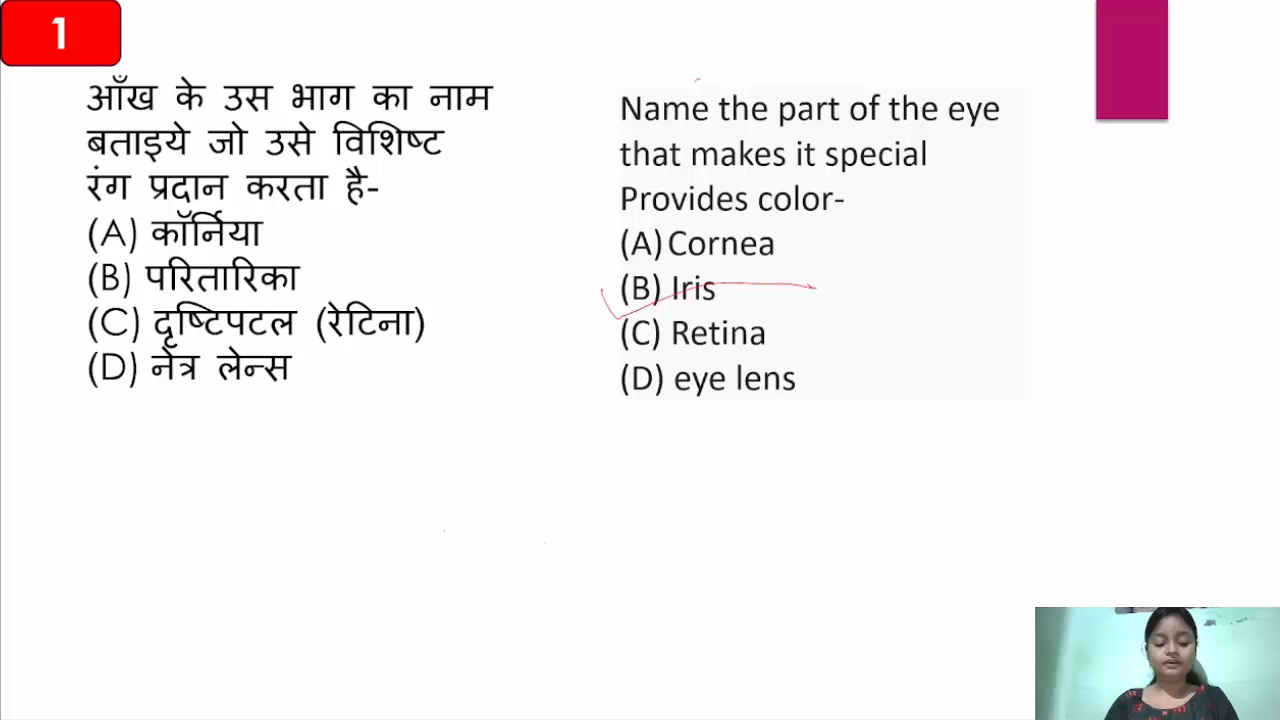 1
आँख के उस भाग का नाम
बताइये जो उसे विशिष्ट
रंग प्रदान करता है-
(A) कॉर्निया
(B) परितारिका
(C) दृष्टिपटल (रेटिना)
(D) नेत्र लेन्स
Name the part of the eye
that makes it special
Provides color-
(A) Cornea
(B) Iris
(C) Retina
(D) eye lens